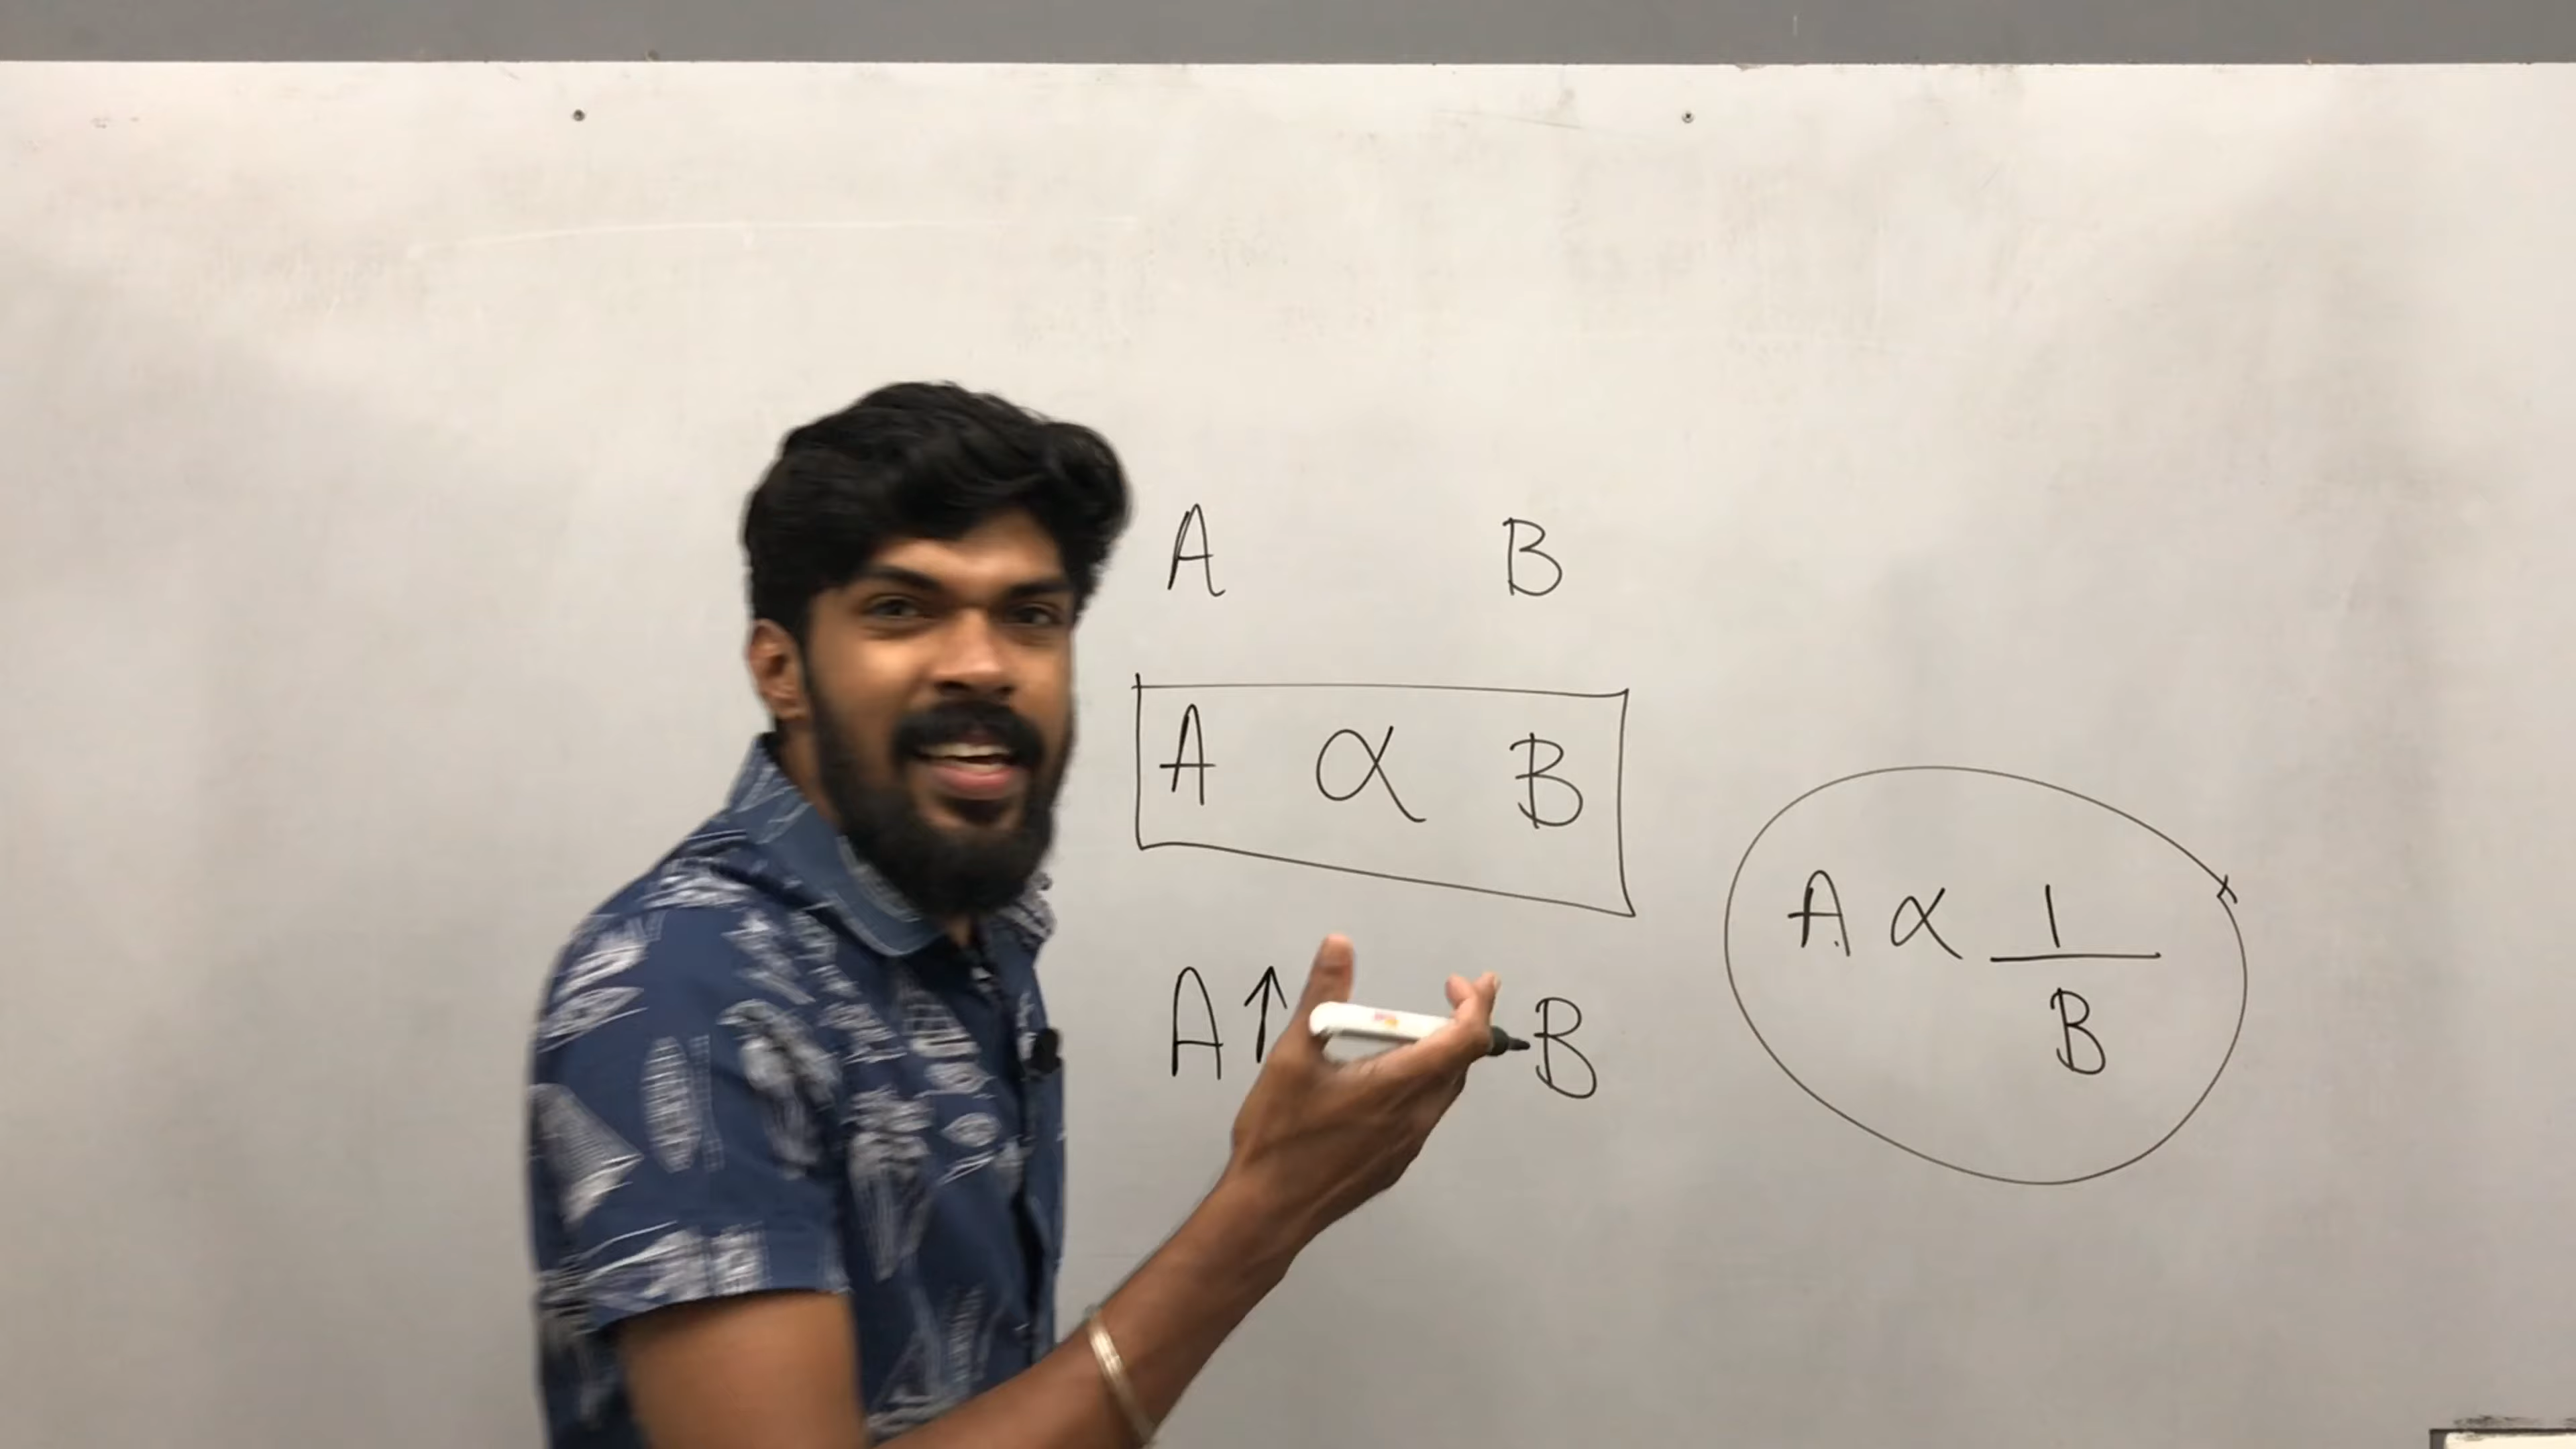 A B
A ∝ B
A ∝ 1/B
A↑ B